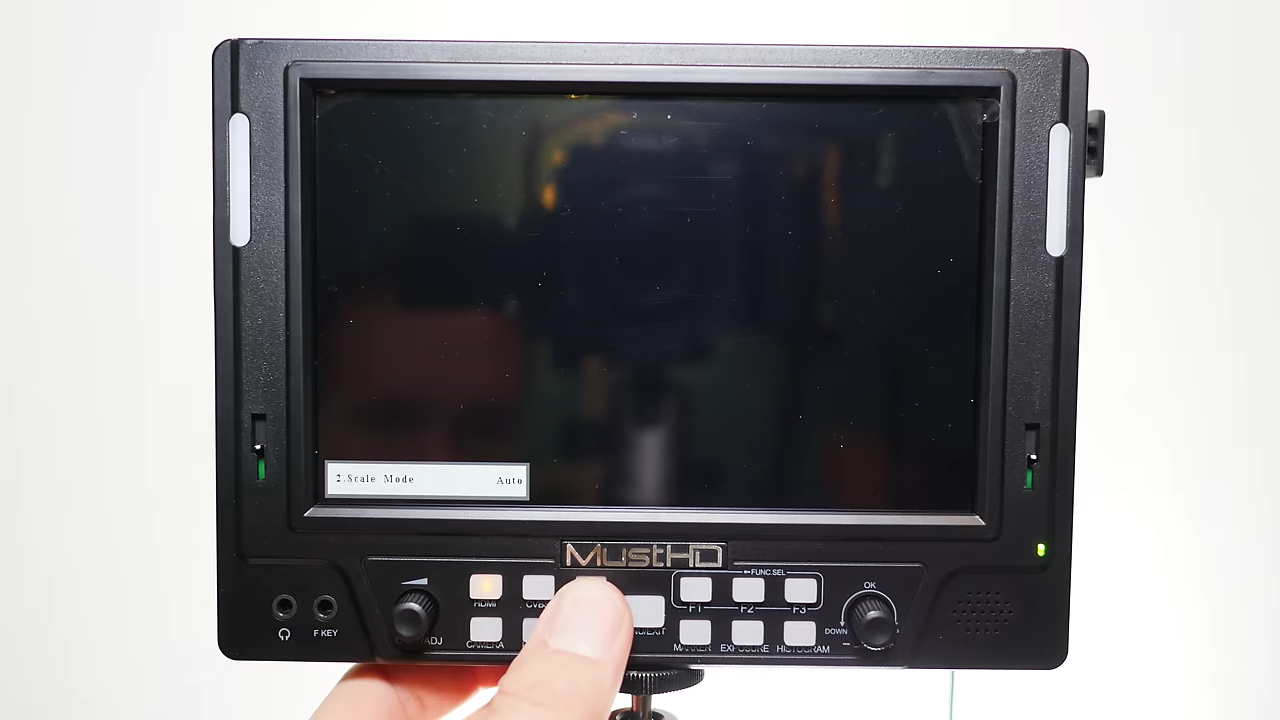 2.Scale Mode Auto
MustHD
FUNC.SEL
OK
HDMI
F1 F2 F3
F KEY
DOWN
CAMERA
MARKER EXPOSURE HISTOGRAM